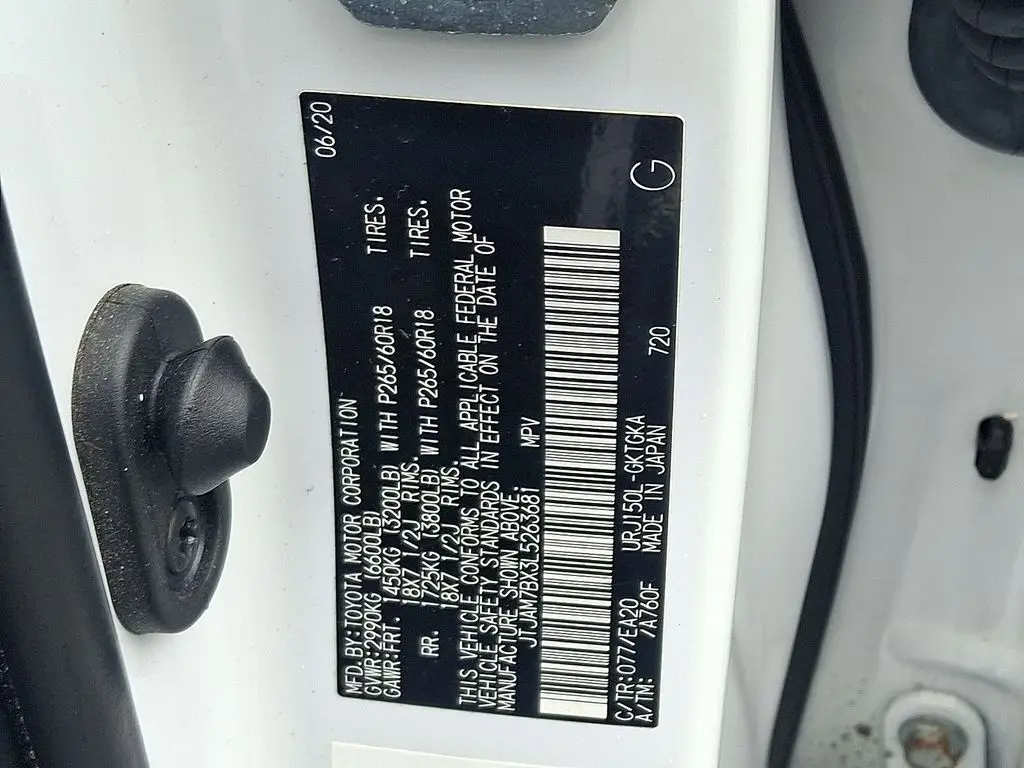 MFD.BY:TOYOTA MOTOR CORPORATION 06/20
GVWR:2990KG (6600LB)
GAWR:FRT. 1450KG (3200LB) WITH P265/60R18 TIRES.
18X7 1/2J RIMS.
RR. 1725KG (3800LB) WITH P265/60R18 TIRES.
18X7 1/2J RIMS.
THIS VEHICLE CONFORMS TO ALL APPLICABLE FEDERAL MOTOR
VEHICLE SAFETY STANDARDS IN EFFECT ON THE DATE OF
MANUFACTURE SHOWN ABOVE.
JTJAM7BX3L5263681 MPV
C/TR:077/EA20 URJ150L-GKTGKA 720
A/TM: /A760F MADE IN JAPAN
G